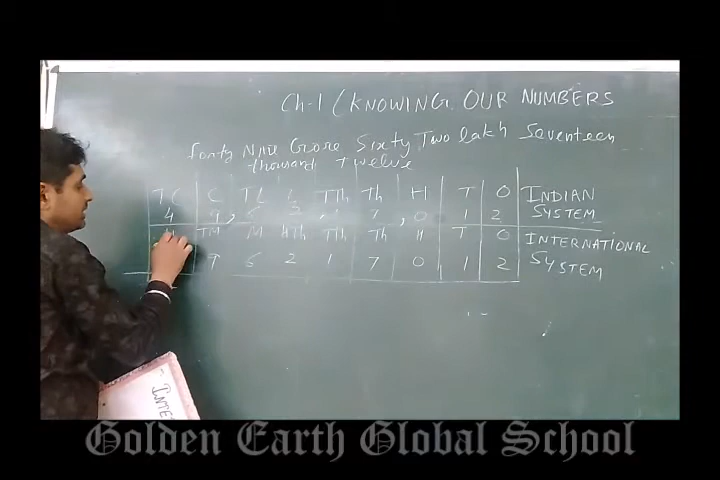 Ch-1 (KNOWING OUR NUMBERS
Forty Nine Crore Sixty Two lakh Seventeen
thousand Twelve
TC C TL L TTh Th H T O INDIAN
4 9, 6 2, 1 7, 0 1 2 SYSTEM
TM M HTh TTh Th H T O INTERNATIONAL
9 6 2 1 7 0 1 2 SYSTEM
Golden Earth Global School